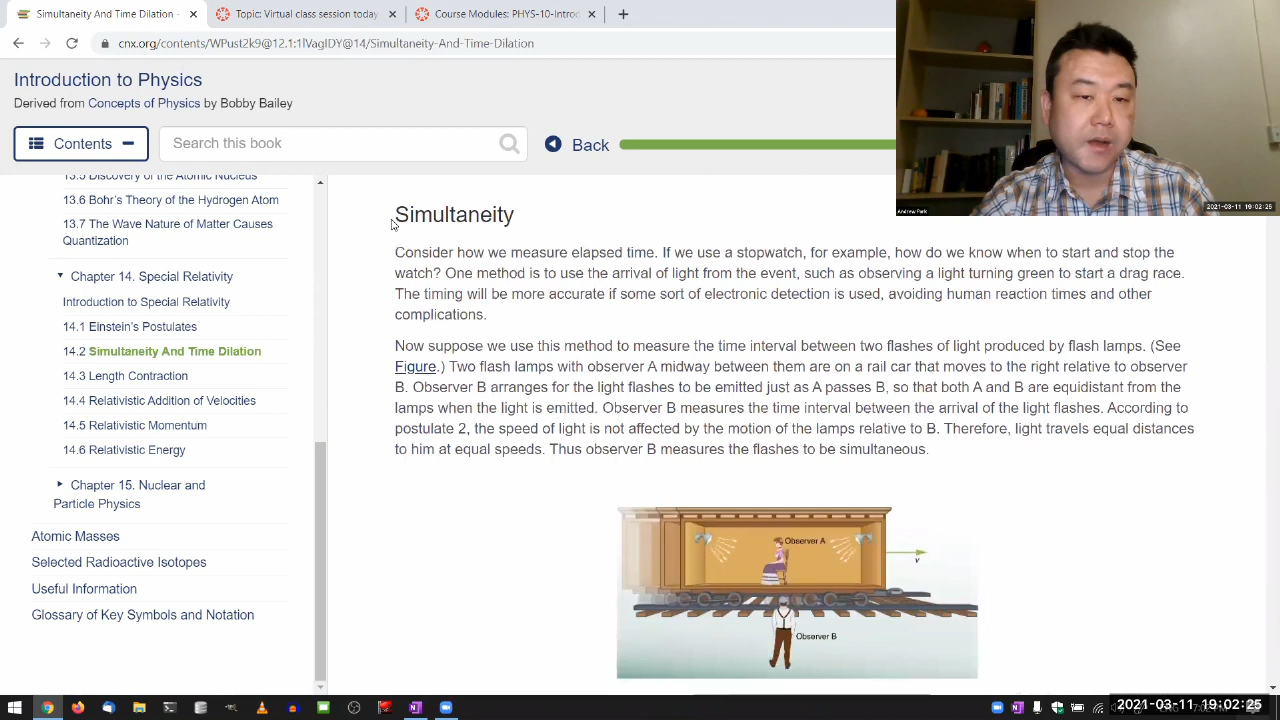 Simultaneity And Time Dilation
Topic: Virtual class session today
Course Modules: PHYS-10-Intro
cnx.org/contents/WPust2k9@12.1:1lVagIDY@14/Simultaneity-And-Time-Dilation
Introduction to Physics
Derived from Concepts of Physics by Bobby Bailey
Contents
Search this book
Back
13.5 Discovery of the Atomic Nucleus
13.6 Bohr's Theory of the Hydrogen Atom
13.7 The Wave Nature of Matter Causes
Quantization
Chapter 14. Special Relativity
Introduction to Special Relativity
14.1 Einstein's Postulates
14.2 Simultaneity And Time Dilation
14.3 Length Contraction
14.4 Relativistic Addition of Velocities
14.5 Relativistic Momentum
14.6 Relativistic Energy
Chapter 15. Nuclear and
Particle Physics
Atomic Masses
Selected Radioactive Isotopes
Useful Information
Glossary of Key Symbols and Notation
Simultaneity
Consider how we measure elapsed time. If we use a stopwatch, for example, how do we know when to start and stop the
watch? One method is to use the arrival of light from the event, such as observing a light turning green to start a drag race.
The timing will be more accurate if some sort of electronic detection is used, avoiding human reaction times and other
complications.
Now suppose we use this method to measure the time interval between two flashes of light produced by flash lamps. (See
Figure.) Two flash lamps with observer A midway between them are on a rail car that moves to the right relative to observer
B. Observer B arranges for the light flashes to be emitted just as A passes B, so that both A and B are equidistant from the
lamps when the light is emitted. Observer B measures the time interval between the arrival of the light flashes. According to
postulate 2, the speed of light is not affected by the motion of the lamps relative to B. Therefore, light travels equal distances
to him at equal speeds. Thus observer B measures the flashes to be simultaneous.
Observer A
v
Observer B
Andrew Park
2021-03-11 19:02:25
2021-03-11 19:02:25